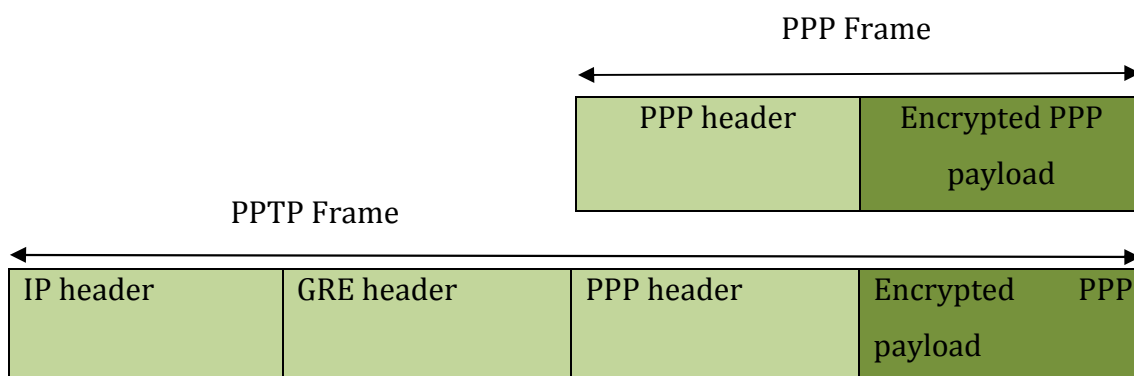 PPP Frame
PPP header Encrypted PPP
payload
PPTP Frame
IP header GRE header PPP header Encrypted PPP
payload